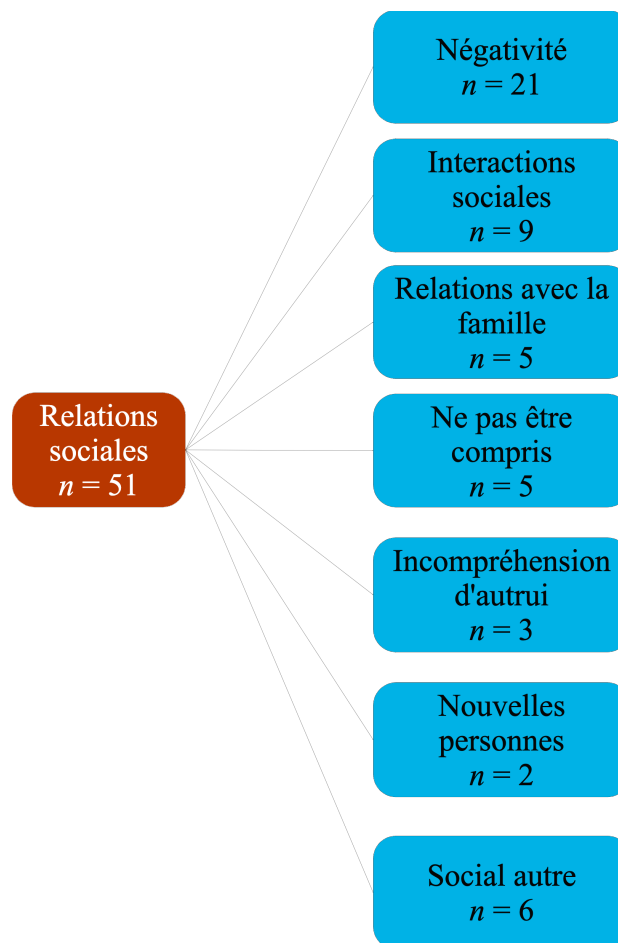 Négativité
n = 21
Interactions
sociales
n = 9
Relations avec la
famille
n = 5
Relations
sociales
n = 51
Ne pas être
compris
n = 5
Incompréhension
d'autrui
n = 3
Nouvelles
personnes
n = 2
Social autre
n = 6